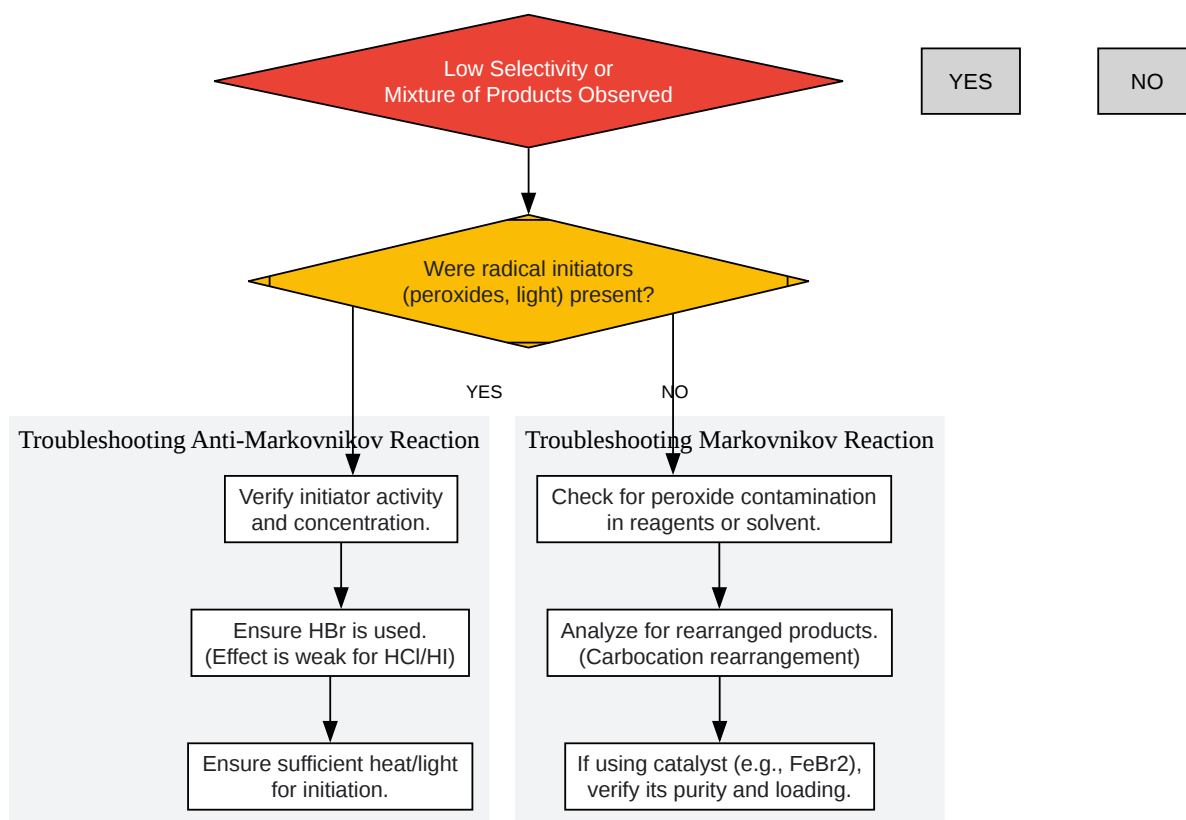 Low Selectivity or
Mixture of Products Observed
YES
NO
Were radical initiators
(peroxides, light) present?
YES
NO
Troubleshooting Anti-Markovnikov Reaction
Verify initiator activity
and concentration.
Ensure HBr is used.
(Effect is weak for HCl/HI)
Ensure sufficient heat/light
for initiation.
Troubleshooting Markovnikov Reaction
Check for peroxide contamination
in reagents or solvent.
Analyze for rearranged products.
(Carbocation rearrangement)
If using catalyst (e.g., FeBr2),
verify its purity and loading.